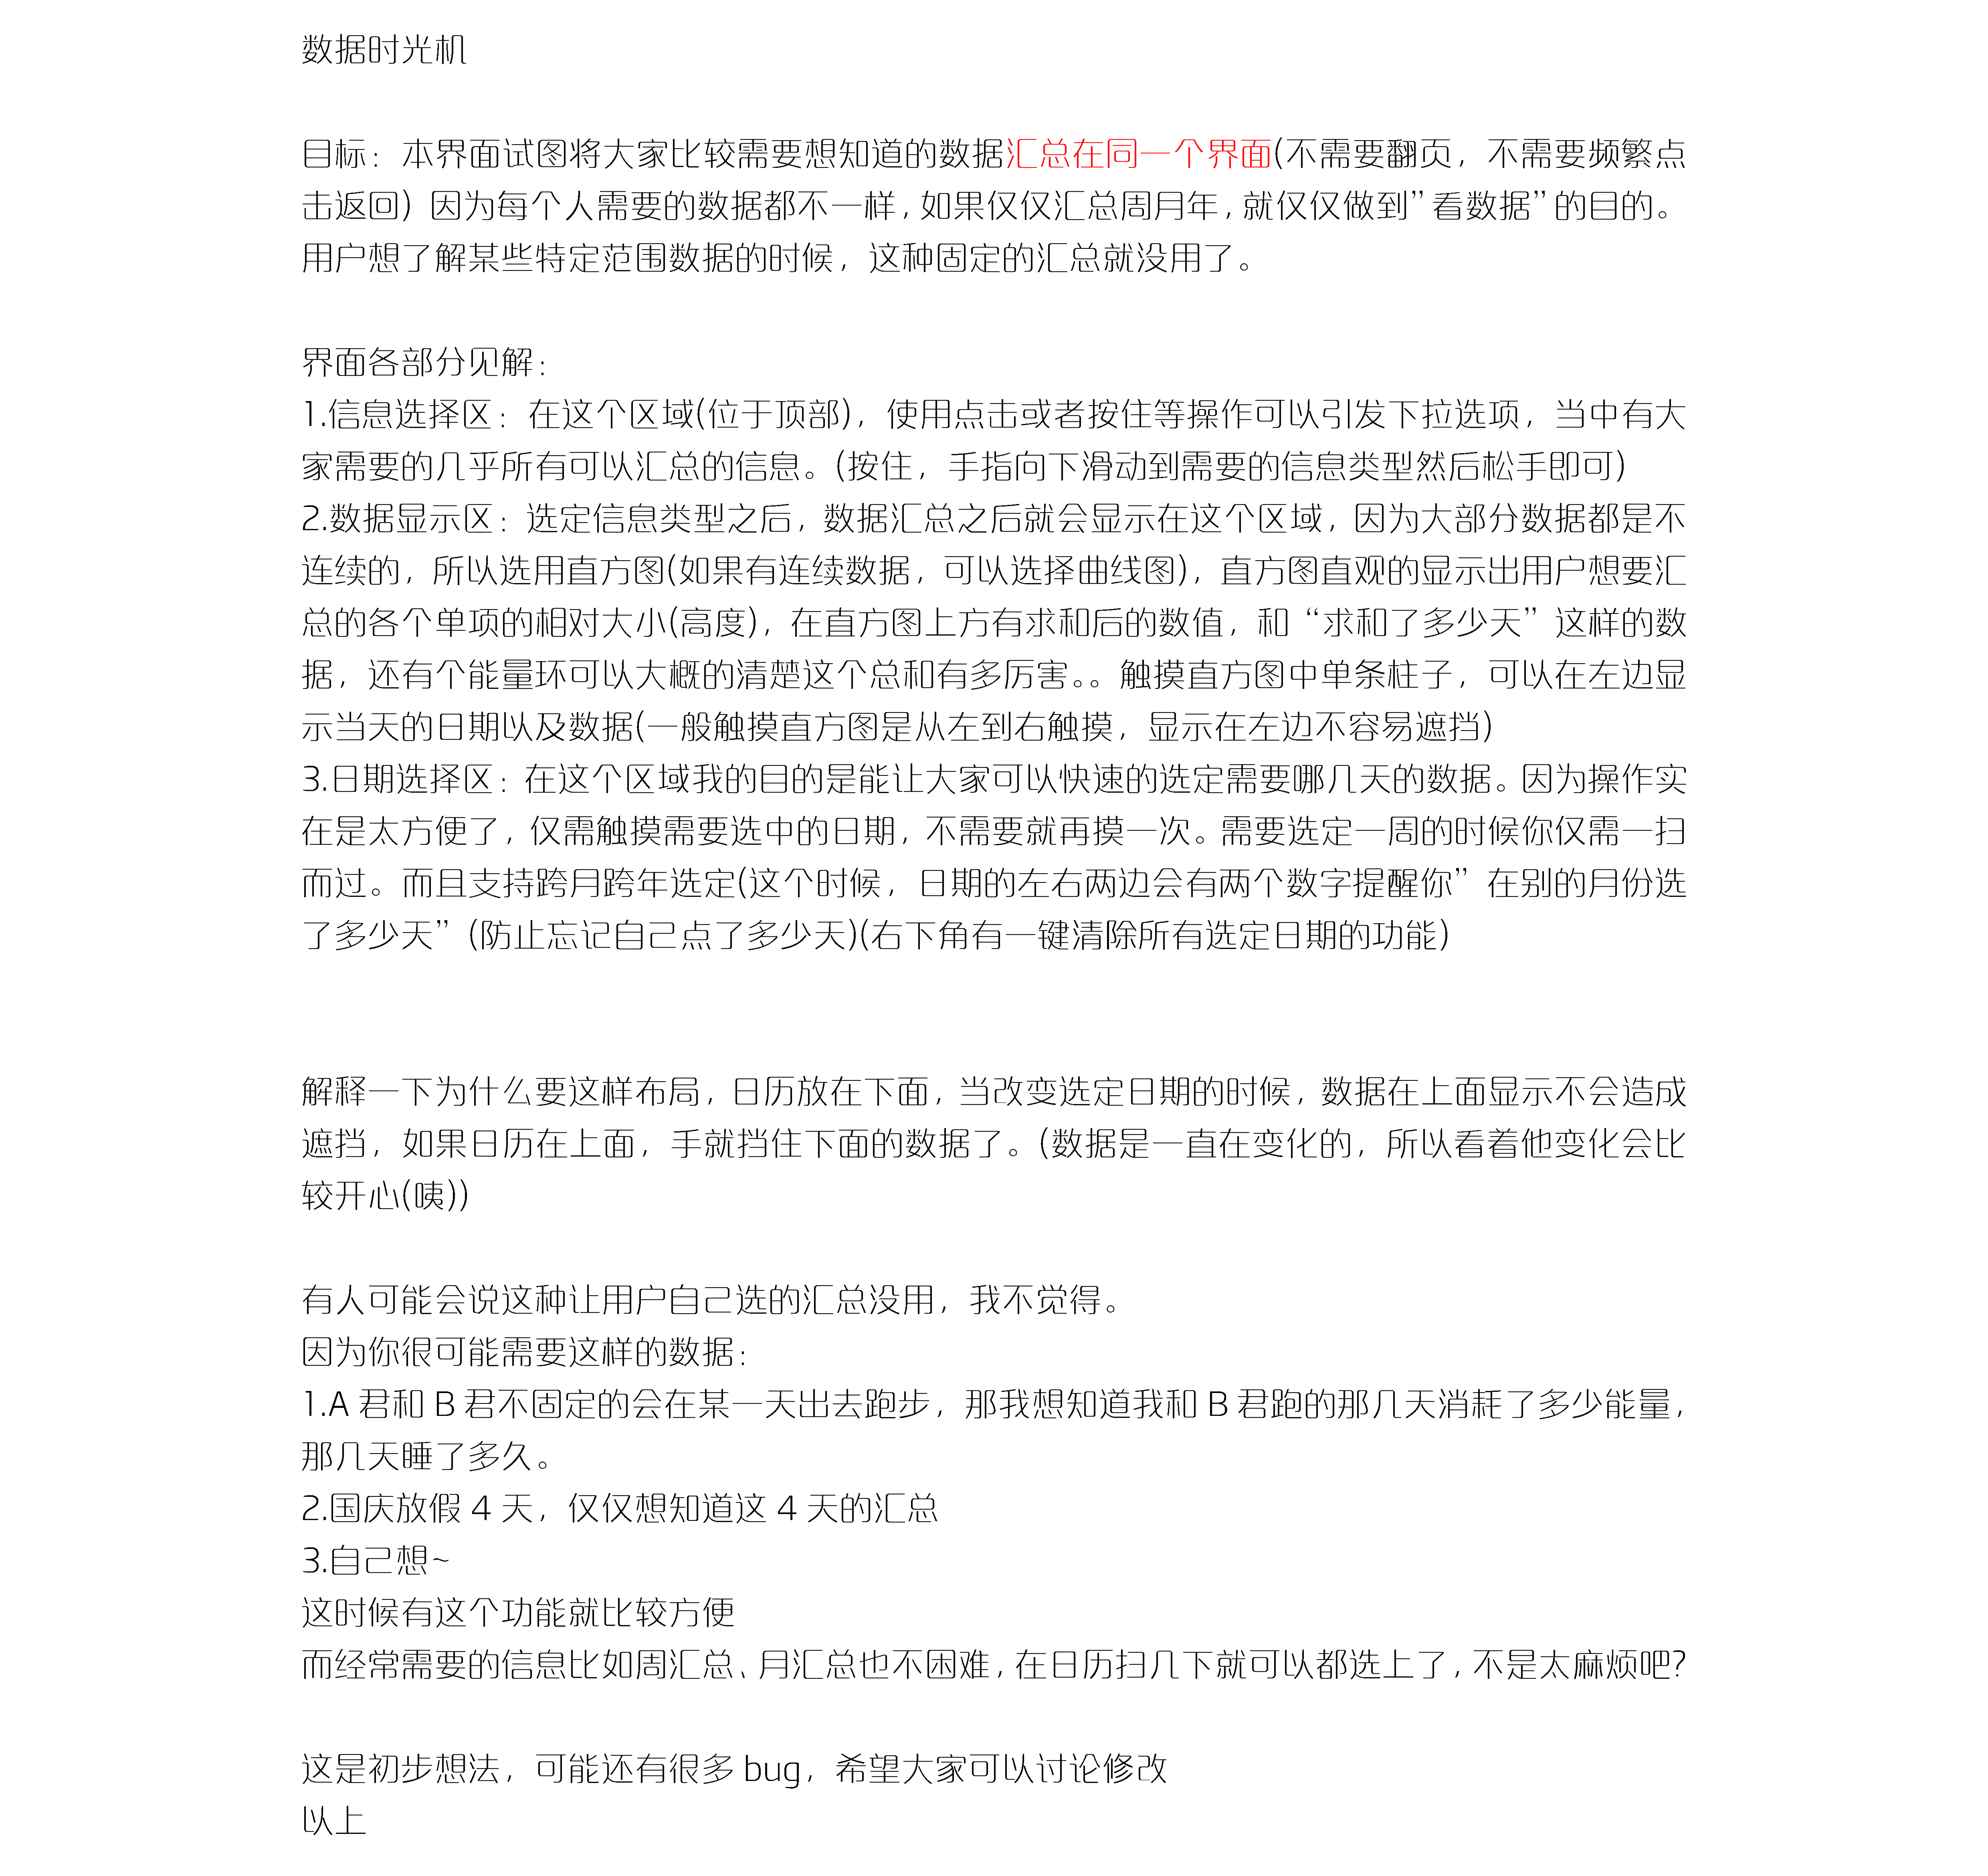 数据时光机
目标：本界面试图将大家比较需要想知道的数据汇总在同一个界面(不需要翻页，不需要频繁点
击返回）因为每个人需要的数据都不一样,如果仅仅汇总周月年,就仅仅做到”看数据”的目的。
用户想了解某些特定范围数据的时候，这种固定的汇总就没用了。
界面各部分见解：
1.信息选择区：在这个区域(位于顶部)，使用点击或者按住等操作可以引发下拉选项，当中有大
家需要的几乎所有可以汇总的信息。(按住，手指向下滑动到需要的信息类型然后松手即可)
2.数据显示区：选定信息类型之后，数据汇总之后就会显示在这个区域，因为大部分数据都是不
连续的，所以选用直方图(如果有连续数据，可以选择曲线图)，直方图直观的显示出用户想要汇
总的各个单项的相对大小(高度)，在直方图上方有求和后的数值，和“求和了多少天”这样的数
据，还有个能量环可以大概的清楚这个总和有多厉害。。触摸直方图中单条柱子，可以在左边显
示当天的日期以及数据(一般触摸直方图是从左到右触摸，显示在左边不容易遮挡)
3.日期选择区：在这个区域我的目的是能让大家可以快速的选定需要哪几天的数据。因为操作实
在是太方便了，仅需触摸需要选中的日期，不需要就再摸一次。需要选定一周的时候你仅需一扫
而过。而且支持跨月跨年选定(这个时候，日期的左右两边会有两个数字提醒你”在别的月份选
了多少天”(防止忘记自己点了多少天)(右下角有一键清除所有选定日期的功能)
解释一下为什么要这样布局，日历放在下面，当改变选定日期的时候，数据在上面显示不会造成
遮挡，如果日历在上面，手就挡住下面的数据了。(数据是一直在变化的，所以看着他变化会比
较开心(咦))
有人可能会说这种让用户自己选的汇总没用，我不觉得。
因为你很可能需要这样的数据：
1.A 君和 B 君不固定的会在某一天出去跑步，那我想知道我和 B 君跑的那几天消耗了多少能量，
那几天睡了多久。
2.国庆放假 4 天，仅仅想知道这 4 天的汇总
3.自己想~
这时候有这个功能就比较方便
而经常需要的信息比如周汇总、月汇总也不困难,在日历扫几下就可以都选上了,不是太麻烦吧?
这是初步想法，可能还有很多 bug，希望大家可以讨论修改
以上